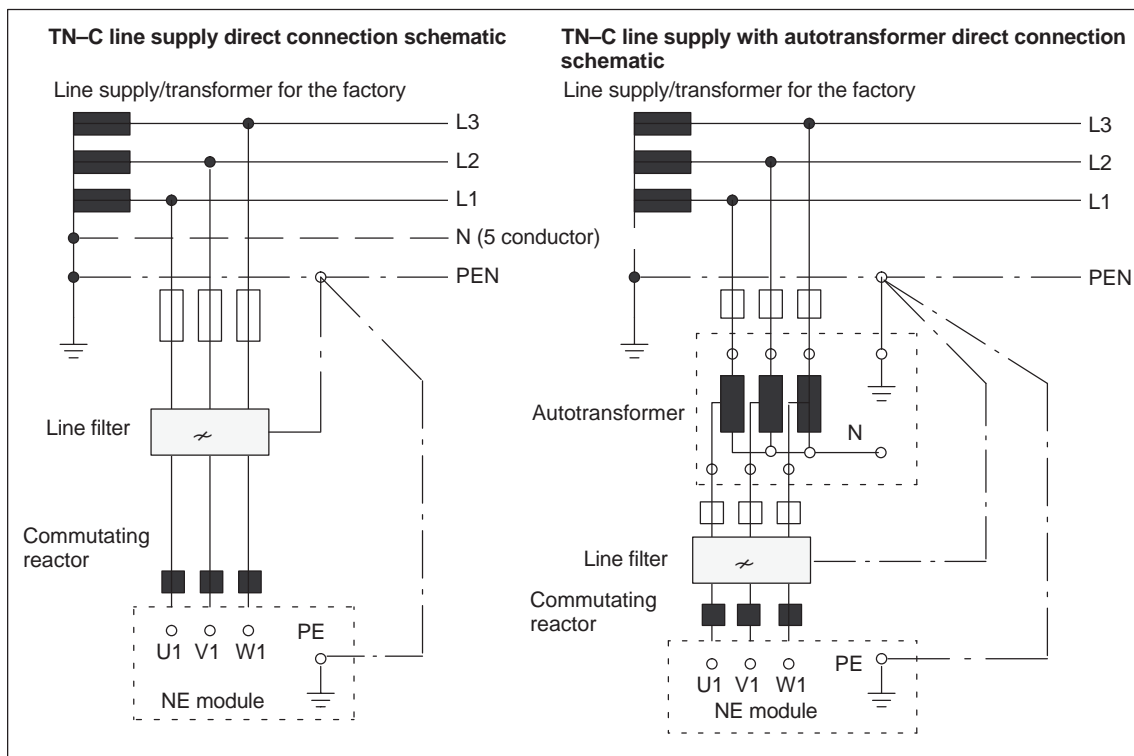 TN–C line supply direct connection schematic
Line supply/transformer for the factory
L3
L2
L1
N (5 conductor)
PEN
Line filter
Commutating
reactor
PE
U1 V1 W1
NE module
TN–C line supply with autotransformer direct connection
schematic
Line supply/transformer for the factory
L3
L2
L1
PEN
Autotransformer
N
Line filter
Commutating
reactor
PE
U1 V1 W1
NE module